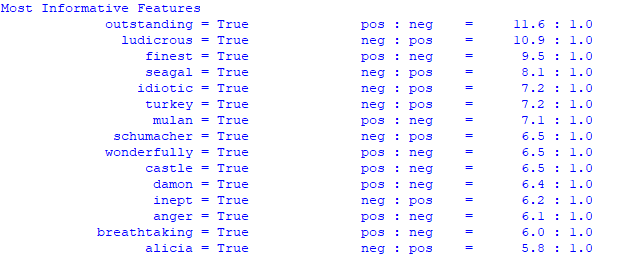 Most Informative Features
outstanding = True pos : neg = 11.6 : 1.0
ludicrous = True neg : pos = 10.9 : 1.0
finest = True pos : neg = 9.5 : 1.0
seagal = True neg : pos = 8.1 : 1.0
idiotic = True neg : pos = 7.2 : 1.0
turkey = True neg : pos = 7.2 : 1.0
mulan = True pos : neg = 7.1 : 1.0
schumacher = True neg : pos = 6.5 : 1.0
wonderfully = True pos : neg = 6.5 : 1.0
castle = True pos : neg = 6.5 : 1.0
damon = True pos : neg = 6.4 : 1.0
inept = True neg : pos = 6.2 : 1.0
anger = True pos : neg = 6.1 : 1.0
breathtaking = True pos : neg = 6.0 : 1.0
alicia = True neg : pos = 5.8 : 1.0